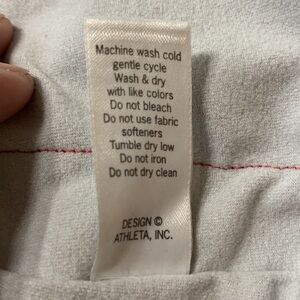 Machine wash cold
gentle cycle
Wash & dry
with like colors
Do not bleach
Do not use fabric
softeners
Tumble dry low
Do not iron
Do not dry clean
DESIGN ©
ATHLETA, INC.